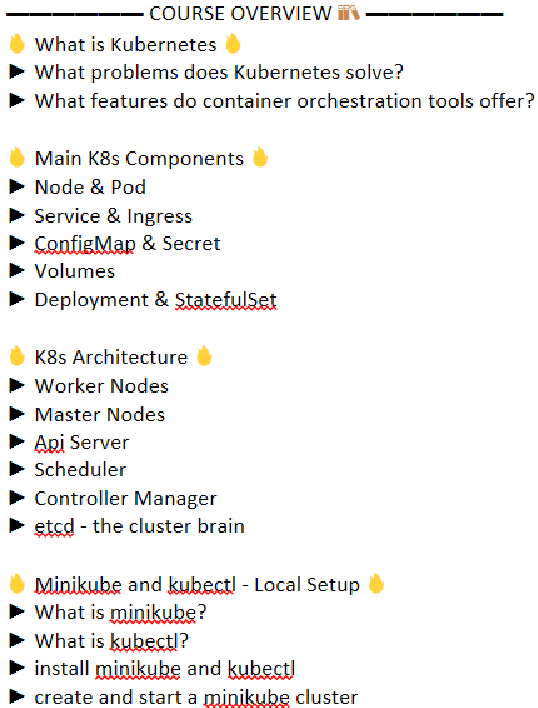 —————— COURSE OVERVIEW 📚 ——————
🔥 What is Kubernetes 🔥
► What problems does Kubernetes solve?
► What features do container orchestration tools offer?
🔥 Main K8s Components 🔥
► Node & Pod
► Service & Ingress
► ConfigMap & Secret
► Volumes
► Deployment & StatefulSet
🔥 K8s Architecture 🔥
► Worker Nodes
► Master Nodes
► Api Server
► Scheduler
► Controller Manager
► etcd - the cluster brain
🔥 Minikube and kubectl - Local Setup 🔥
► What is minikube?
► What is kubectl?
► install minikube and kubectl
► create and start a minikube cluster